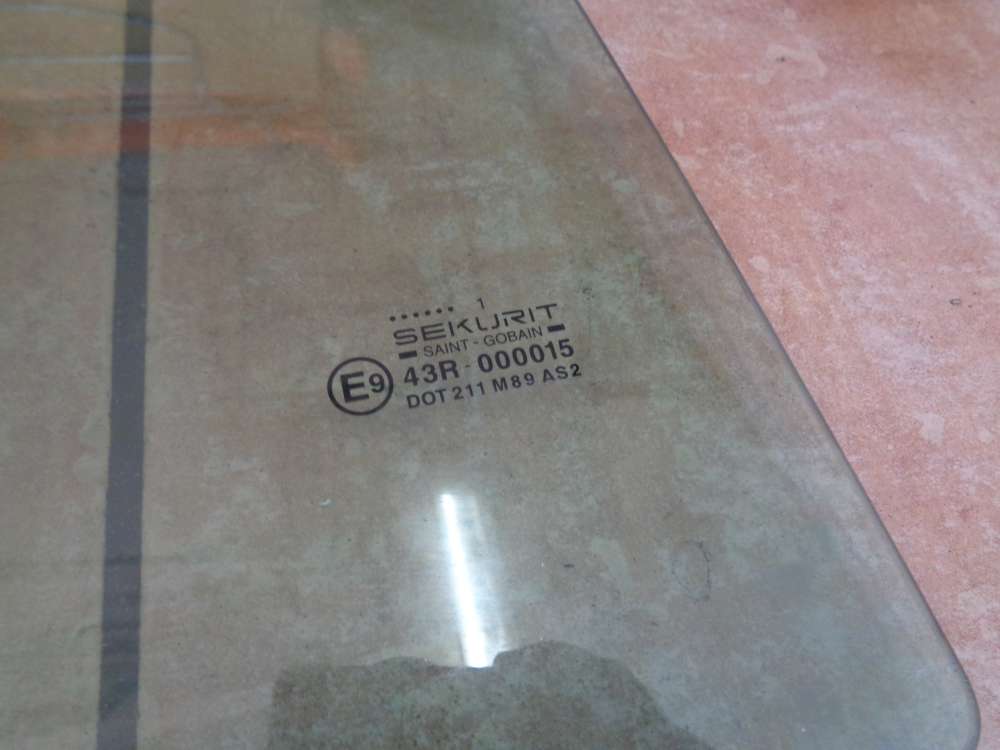 ...... 1
SEKURIT
SAINT - GOBAIN
E9 43R - 000015
DOT 211 M89 AS2